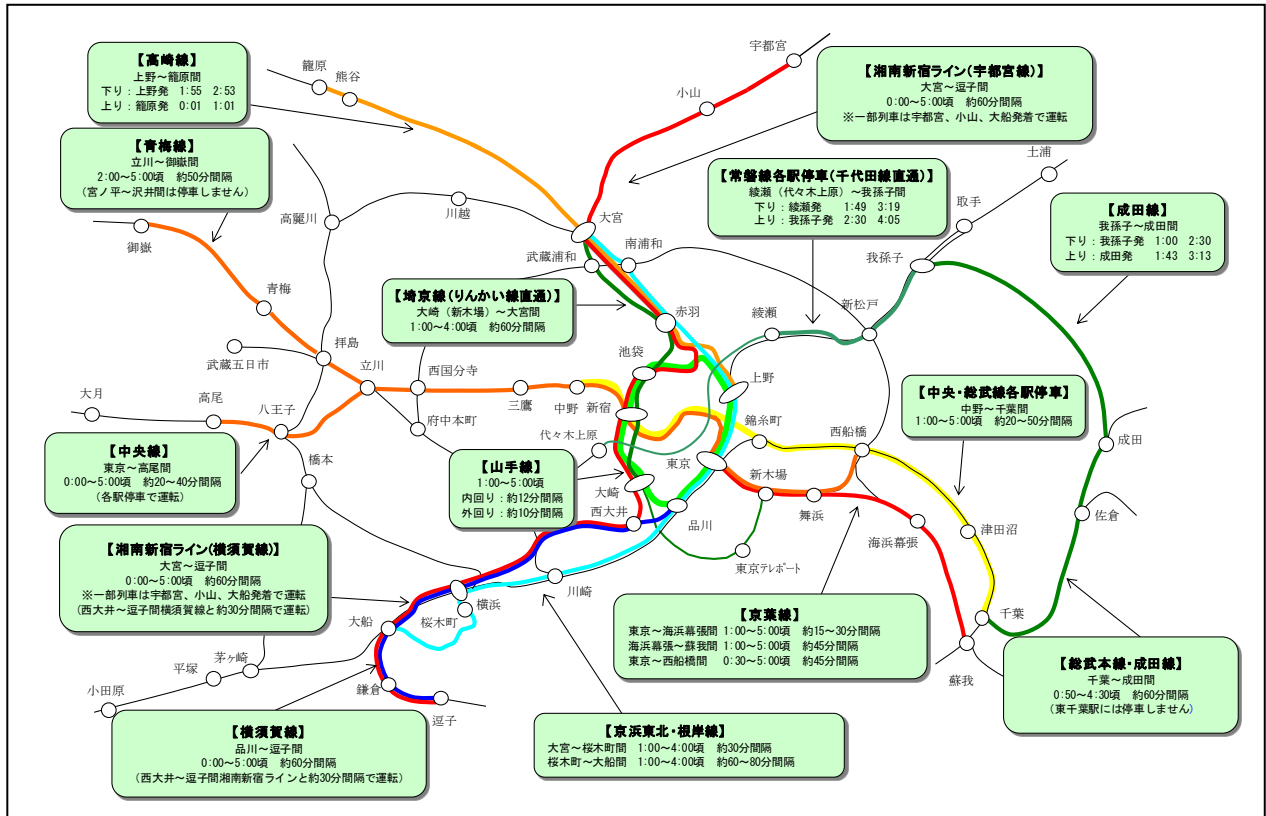 【高崎線】
上野～籠原間
下り：上野発 1:55 2:53
上り：籠原発 0:01 1:01
籠原
熊谷
宇都宮
小山
【湘南新宿ライン(宇都宮線)】
大宮～逗子間
0:00～5:00頃 約60分間隔
※一部列車は宇都宮、小山、大船発着で運転
【青梅線】
立川～御嶽間
2:00～5:00頃 約50分間隔
(宮ノ平～沢井間は停車しません)
【常磐線各駅停車(千代田線直通)】
綾瀬（代々木上原）～我孫子間
下り：綾瀬発 1:49 3:19
上り：我孫子発 2:30 4:05
土浦
取手
【成田線】
我孫子～成田間
下り：我孫子発 1:00 2:30
上り：成田発 1:43 3:13
御嶽
高麗川
川越
大宮
南浦和
武蔵浦和
我孫子
【埼京線(りんかい線直通)】
大崎（新木場）～大宮間
1:00～4:00頃 約60分間隔
青梅
赤羽
綾瀬
新松戸
武蔵五日市
拝島
立川
西国分寺
三鷹
中野
新宿
池袋
上野
【中央・総武線各駅停車】
中野～千葉間
1:00～5:00頃 約20～50分間隔
大月
高尾
八王子
府中本町
代々木上原
錦糸町
西船橋
成田
【中央線】
東京～高尾間
0:00～5:00頃 約20～40分間隔
(各駅停車で運転)
橋本
【山手線】
1:00～5:00頃
内回り：約12分間隔
外回り：約10分間隔
大崎
西大井
東京
品川
新木場
舞浜
海浜幕張
津田沼
佐倉
東京テレポート
【湘南新宿ライン(横須賀線)】
大宮～逗子間
0:00～5:00頃 約60分間隔
※一部列車は宇都宮、小山、大船発着で運転
(西大井～逗子間横須賀線と約30分間隔で運転)
横浜
川崎
桜木町
大船
【京葉線】
東京～海浜幕張間 1:00～5:00頃 約15～30分間隔
海浜幕張～蘇我間 1:00～5:00頃 約45分間隔
東京～西船橋間 0:30～5:00頃 約45分間隔
千葉
蘇我
【総武本線・成田線】
千葉～成田間
0:50～4:30頃 約60分間隔
(東千葉駅には停車しません)
茅ヶ崎
平塚
小田原
鎌倉
逗子
【横須賀線】
品川～逗子間
0:00～5:00頃 約60分間隔
(西大井～逗子間湘南新宿ラインと約30分間隔で運転)
【京浜東北・根岸線】
大宮～桜木町間 1:00～4:00頃 約30分間隔
桜木町～大船間 1:00～4:00頃 約60～80分間隔